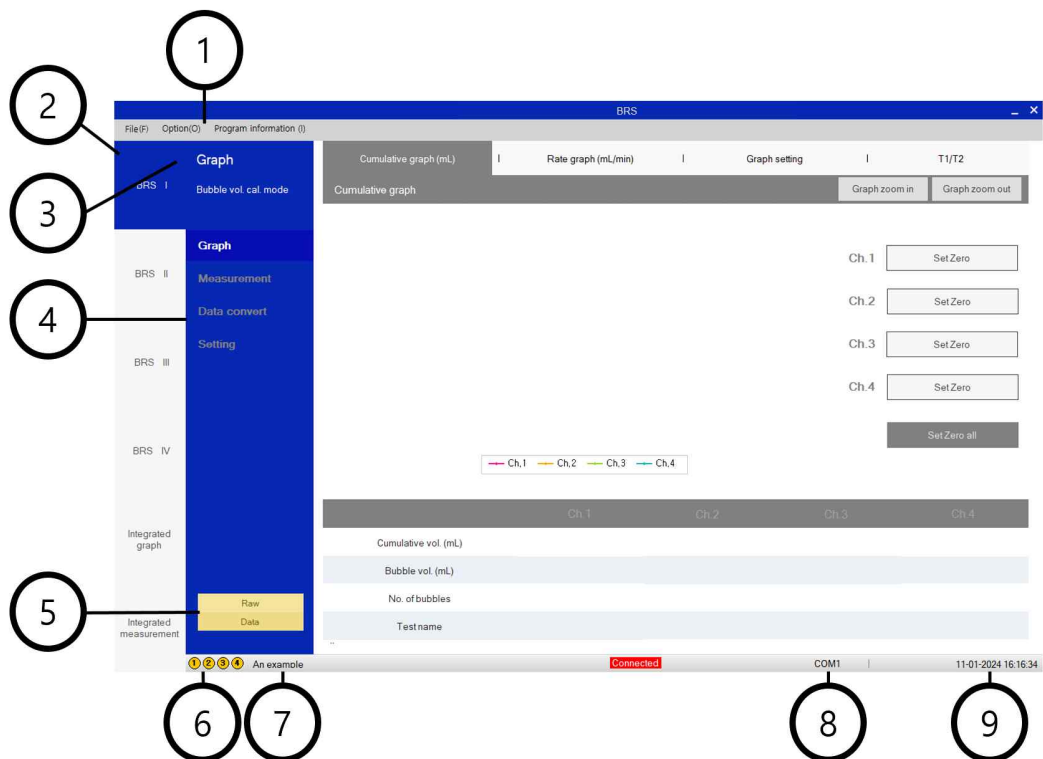 1
2
BRS
File(F) Option(O) Program information (I)
3
BRS I
Graph
Bubble vol. cal. mode
Cumulative graph (mL) | Rate graph (mL/min) | Graph setting | T1/T2
Cumulative graph
Graph zoom in
Graph zoom out
Graph
Measurement
Data convert
Setting
4
BRS II
BRS III
BRS IV
Integrated
graph
Integrated
measurement
Ch.1 Set Zero
Ch.2 Set Zero
Ch.3 Set Zero
Ch.4 Set Zero
Set Zero all
Ch,1 Ch,2 Ch,3 Ch,4
Ch.1 Ch.2 Ch.3 Ch.4
Cumulative vol. (mL)
Bubble vol. (mL)
No. of bubbles
Test name
5
Raw
Data
1 2 3 4 An example
Connected
COM1 | 11-01-2024 16:16:34
6
7
8
9